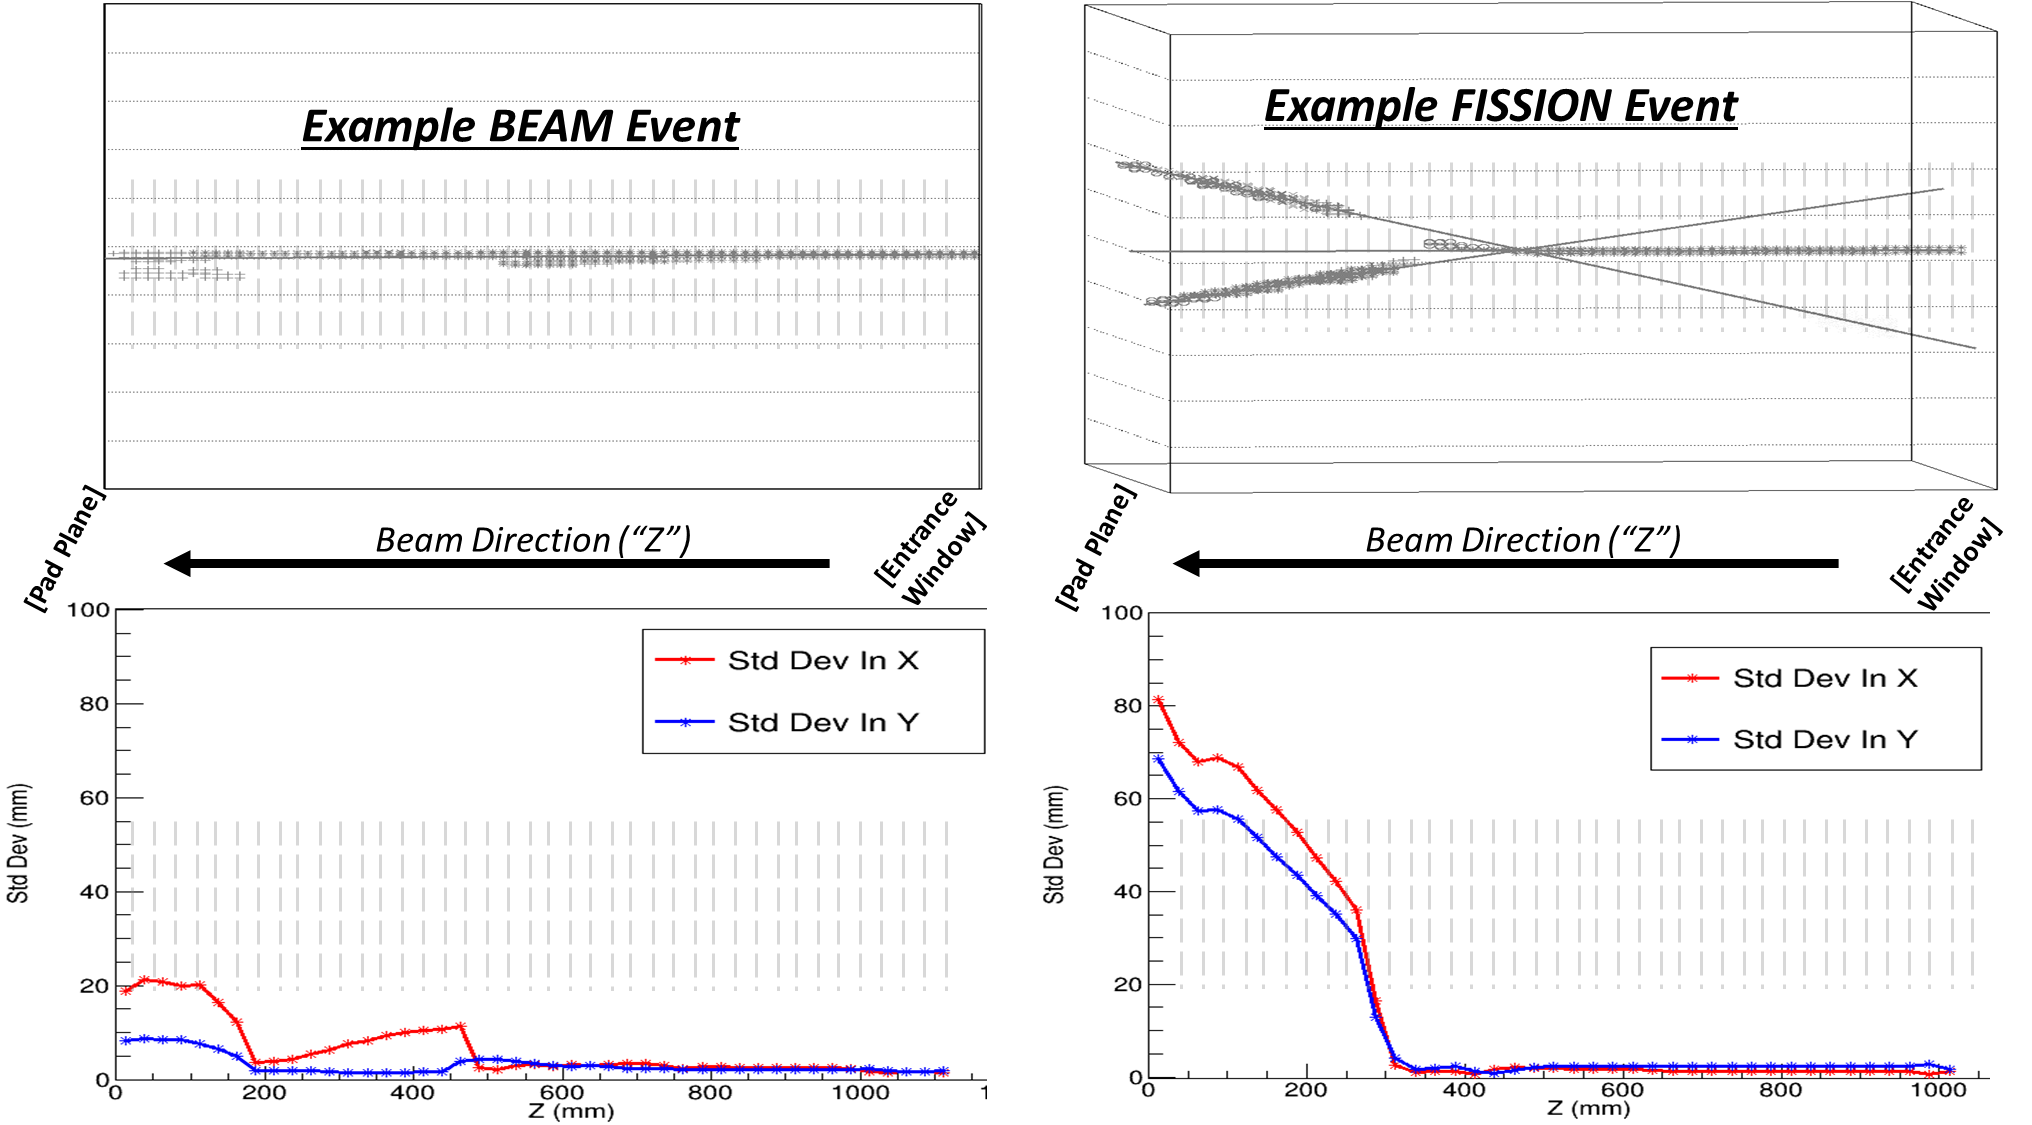 Example BEAM Event
Example FISSION Event
[Pad Plane]
Beam Direction (“Z”)
[Entrance
Window]
[Pad Plane]
Beam Direction (“Z”)
[Entrance
Window]
100
80
60
40
20
0
Std Dev (mm)
Std Dev In X
Std Dev In Y
0
200
400
600
800
1000
1
Z (mm)
100
80
60
40
20
0
Std Dev (mm)
Std Dev In X
Std Dev In Y
0
200
400
600
800
1000
Z (mm)